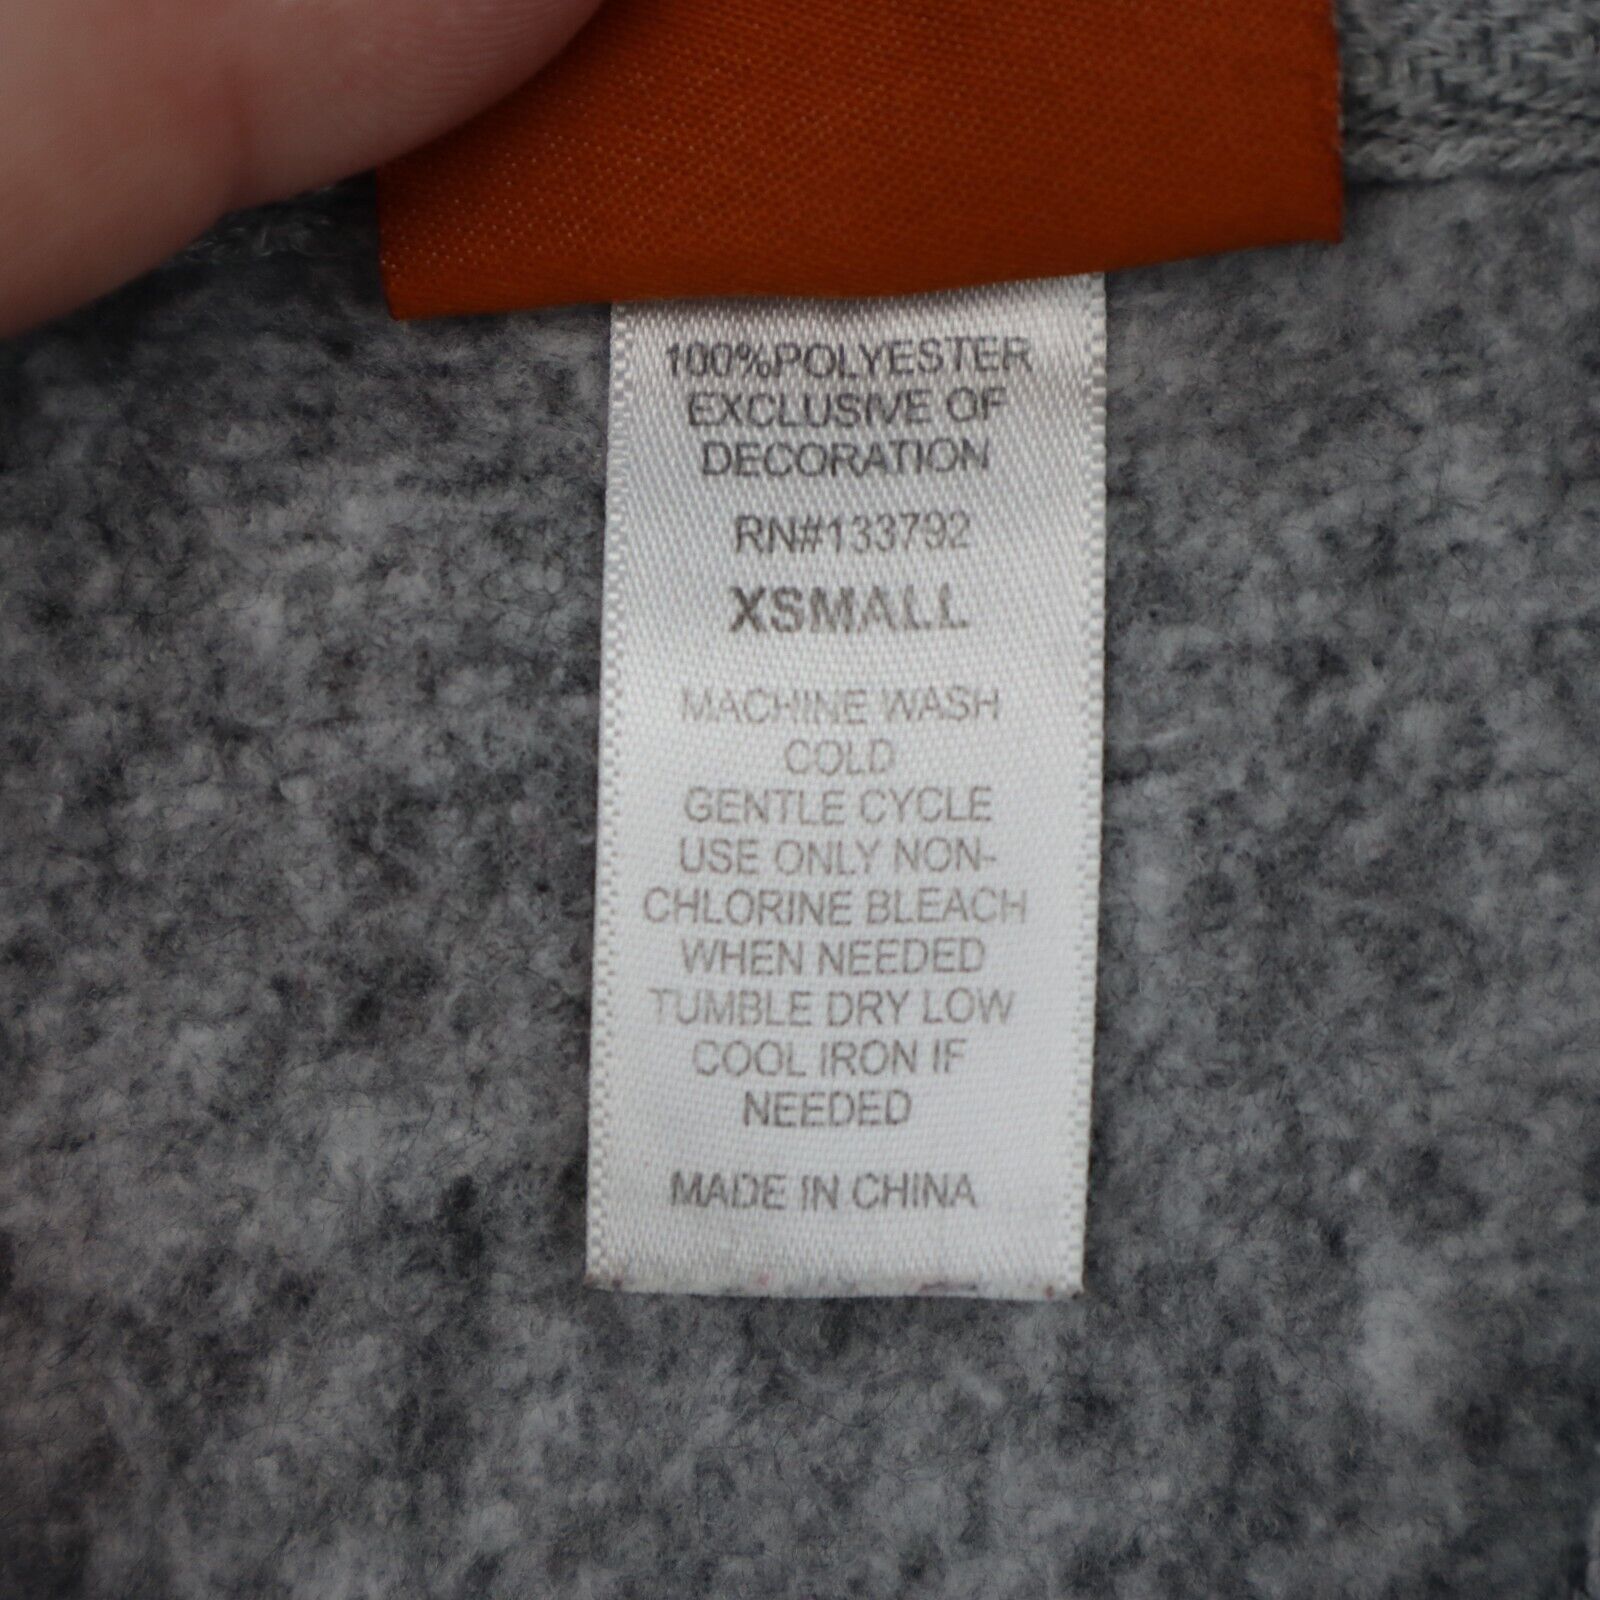 100%POLYESTER
EXCLUSIVE OF
DECORATION
RN#133792
XSMALL
MACHINE WASH
COLD
GENTLE CYCLE
USE ONLY NON-
CHLORINE BLEACH
WHEN NEEDED
TUMBLE DRY LOW
COOL IRON IF
NEEDED
MADE IN CHINA